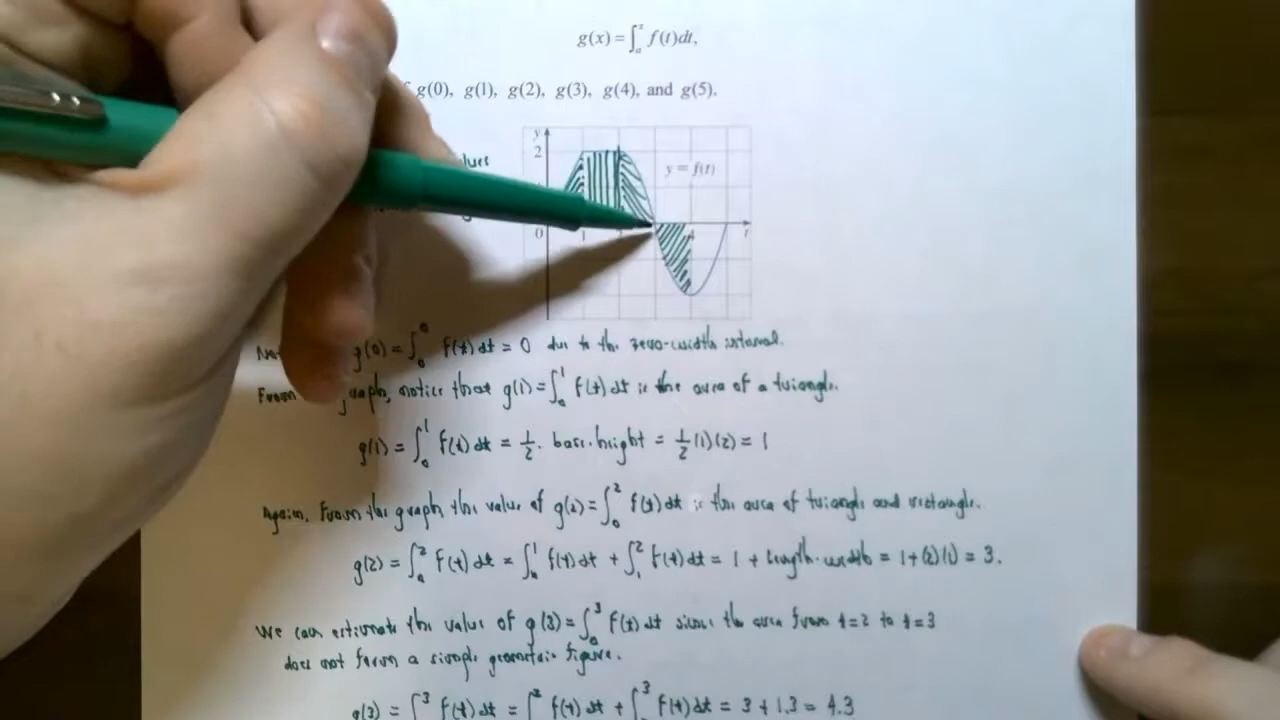 g(x) = ∫ₐˣ f(t)dt,
g(0), g(1), g(2), g(3), g(4), and g(5).
y
2
y = f(t)
0
1
t
g(0) = ∫₀⁰ f(t) dt = 0 due to the zero-width interval.
From graph, notice that g(1) = ∫₀¹ f(t) dt is the area of a triangle.
g(1) = ∫₀¹ f(t) dt = 1/2 · base · height = 1/2 (1)(2) = 1
Again, From the graph the value of g(2) = ∫₀² f(t) dt is the area of triangle and rectangle.
g(2) = ∫₀² f(t) dt = ∫₀¹ f(t) dt + ∫₁² f(t) dt = 1 + length · width = 1 + (2)(1) = 3.
We can estimate the value of g(3) = ∫₀³ f(t) dt since the area from t=2 to t=3
does not form a simple geometric figure.
g(3) = ∫³ f(t) dt = ∫² f(t) dt + ∫³ f(t) dt = 3 + 1.3 = 4.3